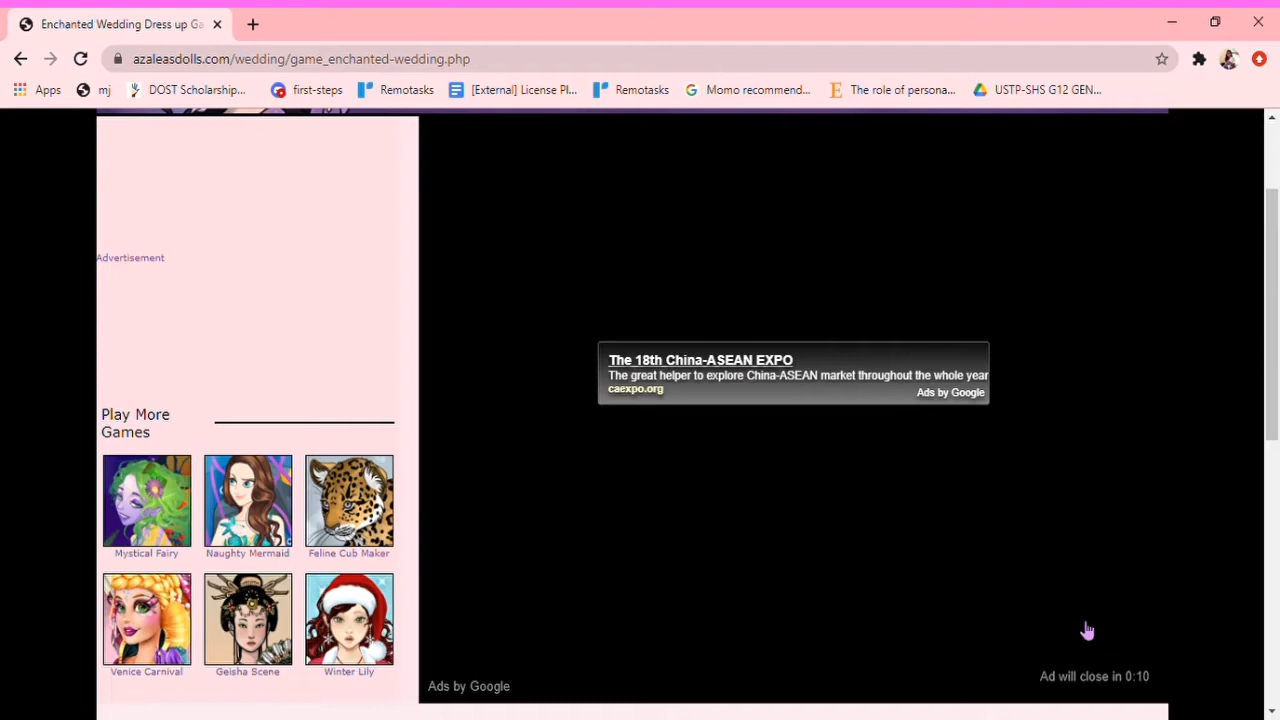 Enchanted Wedding Dress up Ga
azaleasdolls.com/wedding/game_enchanted-wedding.php
Apps mj DOST Scholarship... first-steps Remotasks [External] License Pl... Remotasks Momo recommend... The role of persona... USTP-SHS G12 GEN...
Advertisement
The 18th China-ASEAN EXPO
The great helper to explore China-ASEAN market throughout the whole year
caexpo.org
Ads by Google
Play More
Games
Mystical Fairy Naughty Mermaid Feline Cub Maker
Venice Carnival Geisha Scene Winter Lily
Ad will close in 0:10
Ads by Google